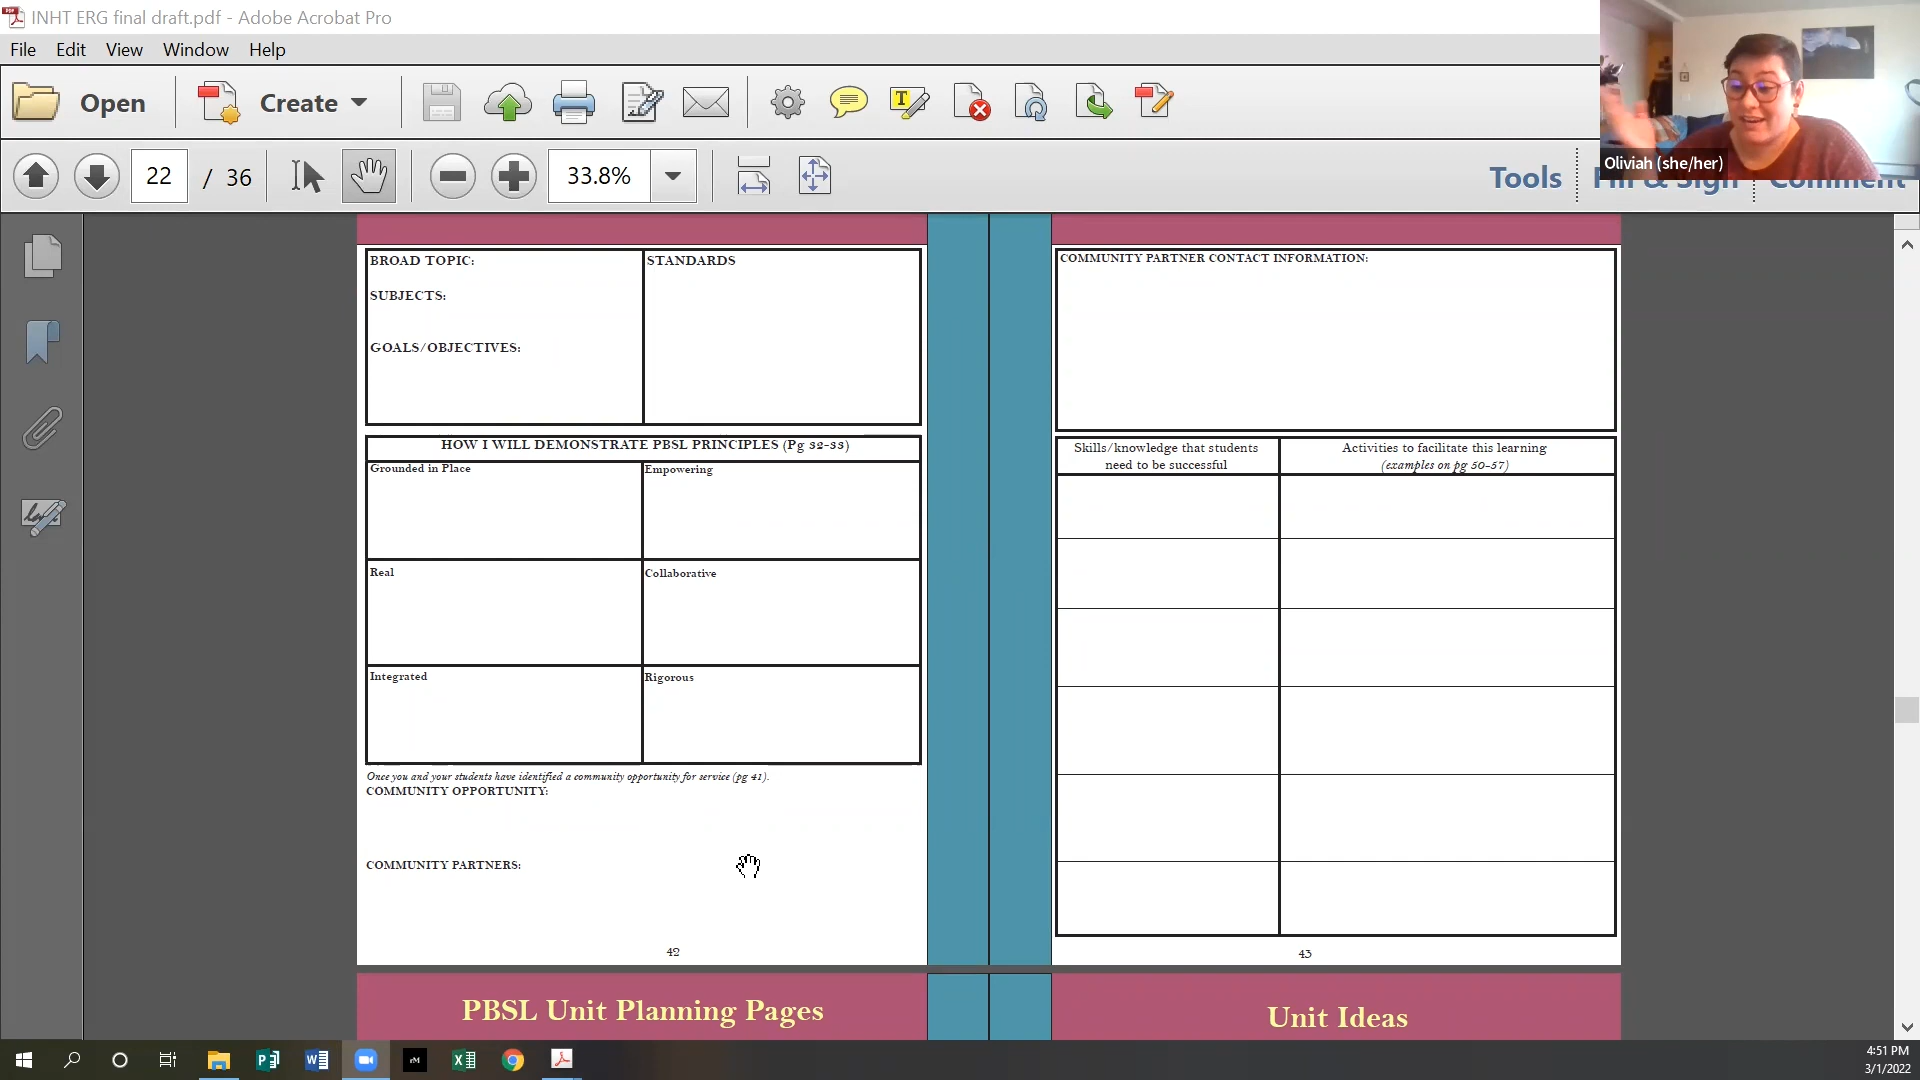 INHT ERG final draft.pdf - Adobe Acrobat Pro
File Edit View Window Help
Open Create
22 / 36 33.8% Tools Fill & Sign Comment
Oliviah (she/her)
BROAD TOPIC:
SUBJECTS:
GOALS/OBJECTIVES:
STANDARDS
HOW I WILL DEMONSTRATE PBSL PRINCIPLES (Pg 32-33)
Grounded in Place
Empowering
Real
Collaborative
Integrated
Rigorous
Once you and your students have identified a community opportunity for service (pg 41).
COMMUNITY OPPORTUNITY:
COMMUNITY PARTNERS:
42
COMMUNITY PARTNER CONTACT INFORMATION:
Skills/knowledge that students
need to be successful
Activities to facilitate this learning
(examples on pg 50-57)
43
PBSL Unit Planning Pages
Unit Ideas
4:51 PM
3/1/2022